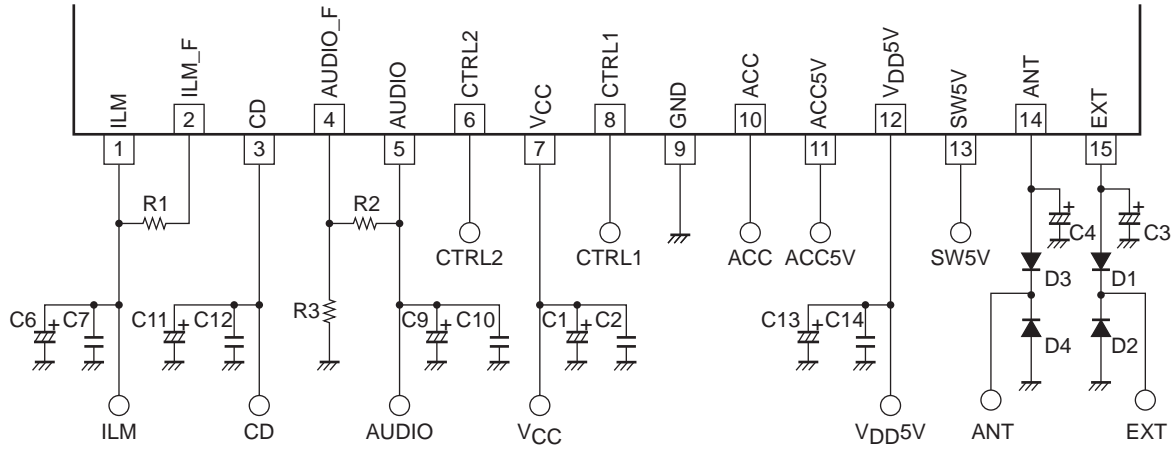 ILM
ILM_F
CD
AUDIO_F
AUDIO
CTRL2
VCC
CTRL1
GND
ACC
ACC5V
VDD5V
SW5V
ANT
EXT
1
2
3
4
5
6
7
8
9
10
11
12
13
14
15
R1
R2
CTRL2
CTRL1
ACC
ACC5V
SW5V
+
C4
+
C3
D3
D1
R3
C6
+
C7
C11
+
C12
C9
+
C10
C1
+
C2
C13
+
C14
D4
D2
ILM
CD
AUDIO
VCC
VDD5V
ANT
EXT